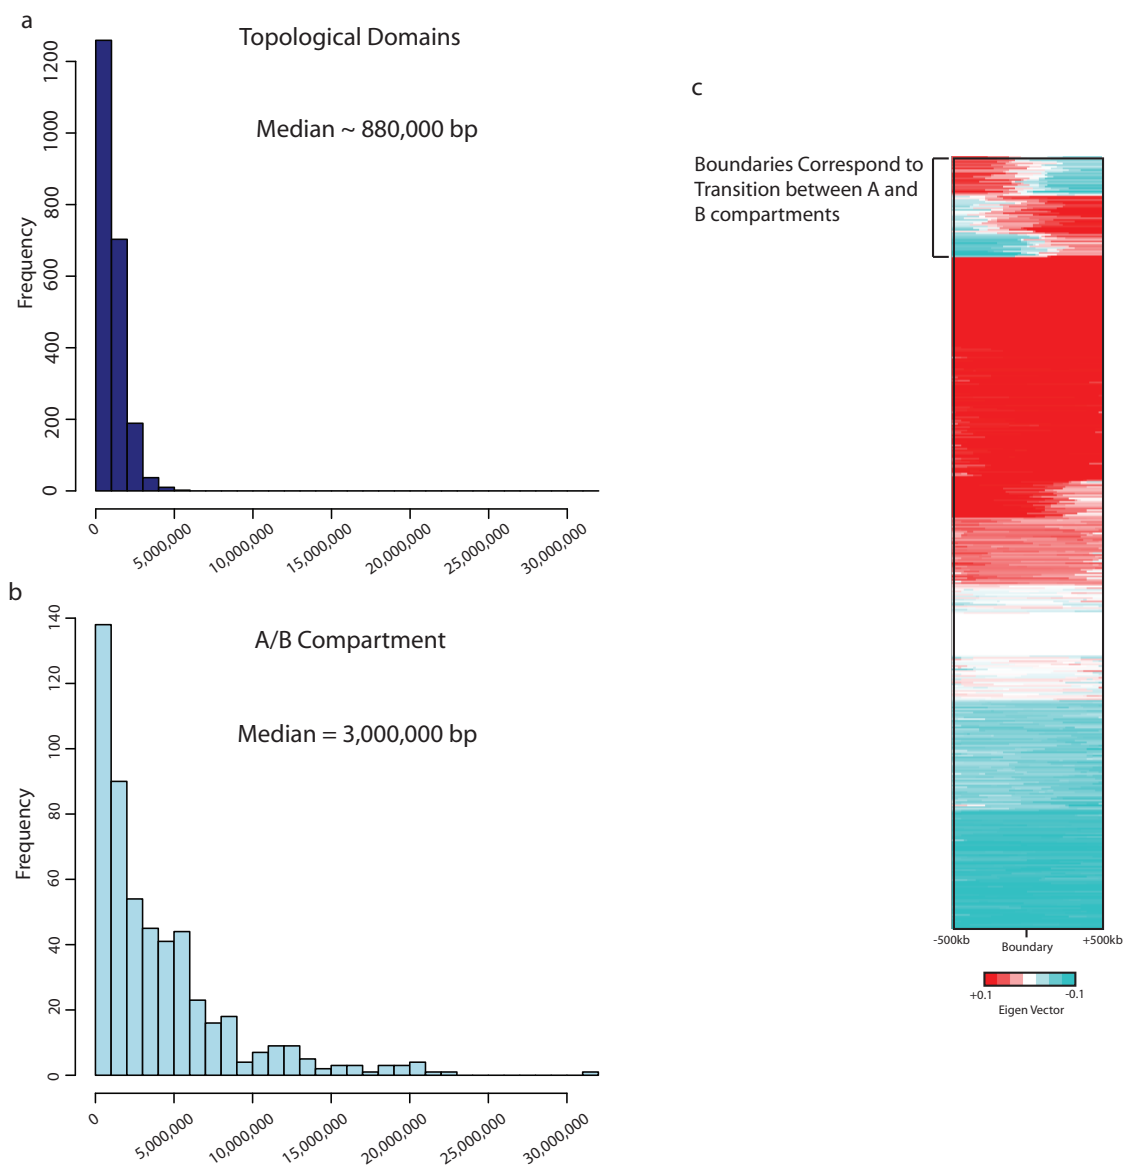 a
Topological Domains
Median ~ 880,000 bp
Frequency
1200
1000
800
600
400
200
0
0
5,000,000
10,000,000
15,000,000
20,000,000
25,000,000
30,000,000
b
A/B Compartment
Median = 3,000,000 bp
Frequency
140
120
100
80
60
40
20
0
0
5,000,000
10,000,000
15,000,000
20,000,000
25,000,000
30,000,000
c
Boundaries Correspond to
Transition between A and
B compartments
-500kb
Boundary
+500kb
+0.1
-0.1
Eigen Vector